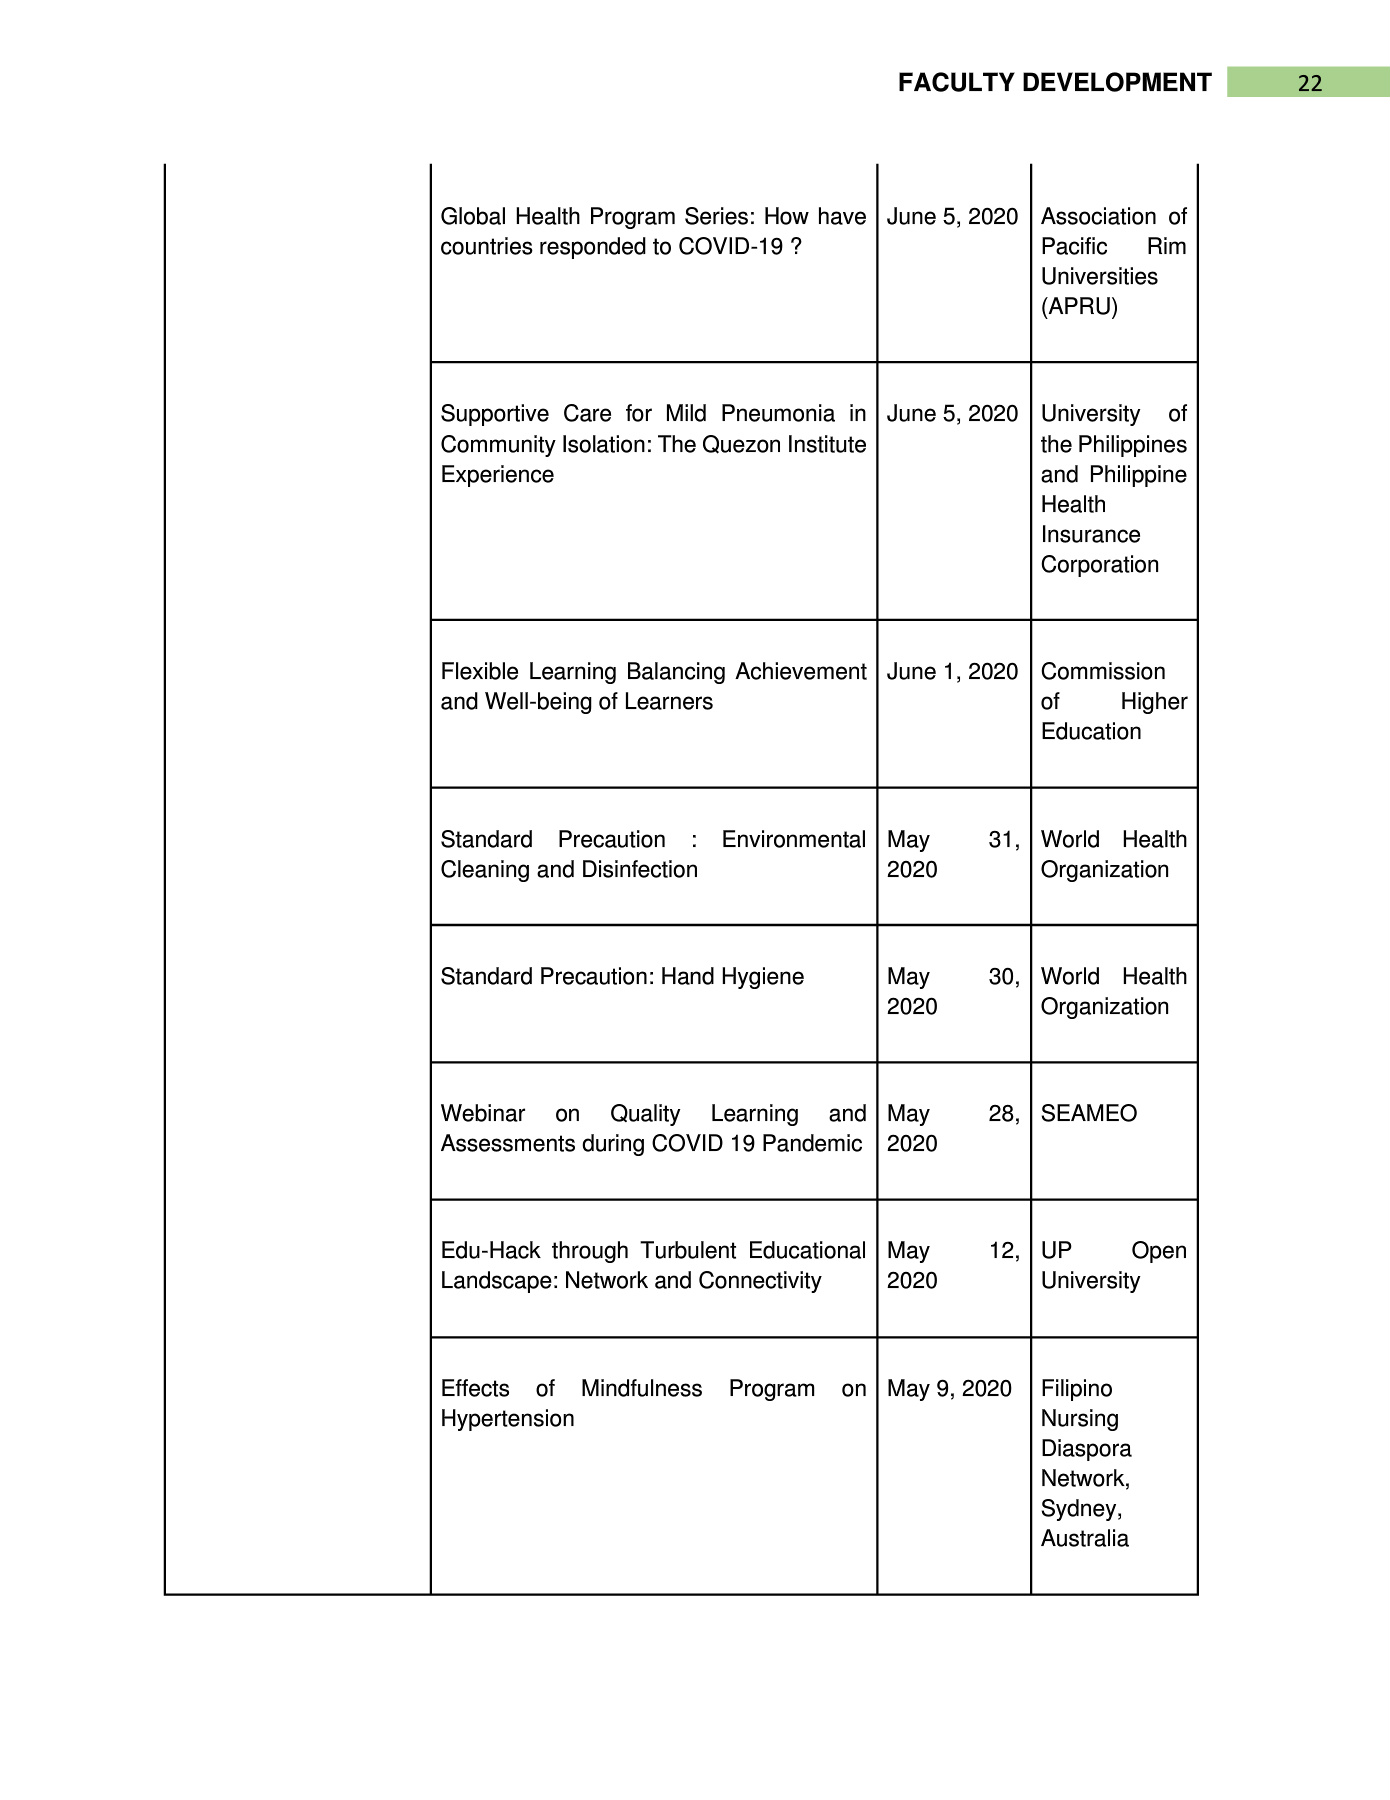 FACULTY DEVELOPMENT 22
Global Health Program Series: How have
countries responded to COVID-19 ?
June 5, 2020
Association of
Pacific Rim
Universities
(APRU)
Supportive Care for Mild Pneumonia in
Community Isolation: The Quezon Institute
Experience
June 5, 2020
University of
the Philippines
and Philippine
Health
Insurance
Corporation
Flexible Learning Balancing Achievement
and Well-being of Learners
June 1, 2020
Commission
of Higher
Education
Standard Precaution : Environmental
Cleaning and Disinfection
May 31,
2020
World Health
Organization
Standard Precaution: Hand Hygiene
May 30,
2020
World Health
Organization
Webinar on Quality Learning and
Assessments during COVID 19 Pandemic
May 28,
2020
SEAMEO
Edu-Hack through Turbulent Educational
Landscape: Network and Connectivity
May 12,
2020
UP Open
University
Effects of Mindfulness Program on
Hypertension
May 9, 2020
Filipino
Nursing
Diaspora
Network,
Sydney,
Australia